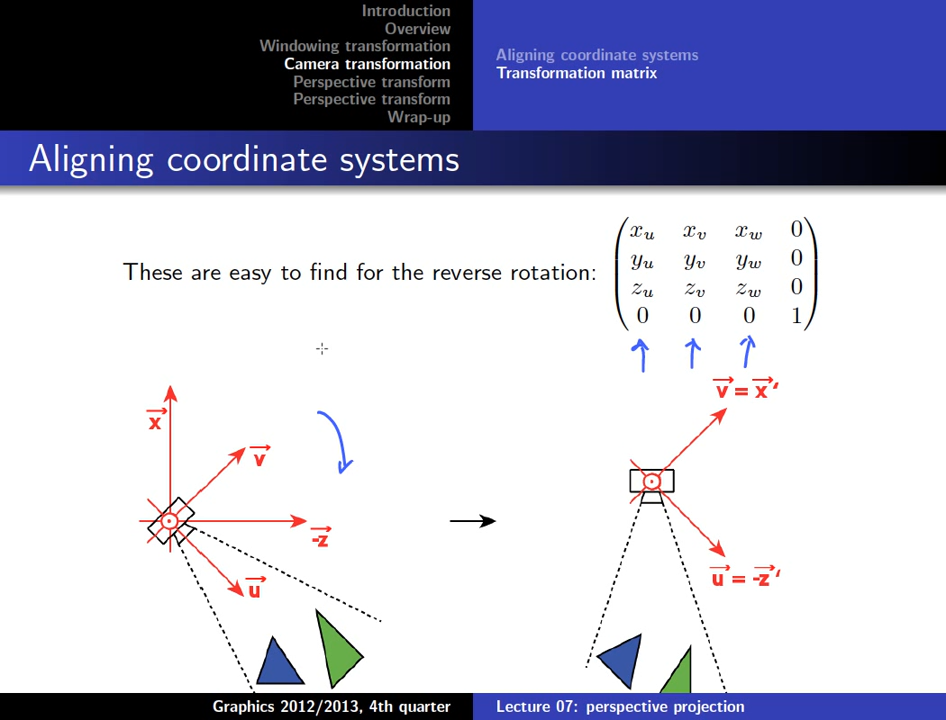 Introduction
Overview
Windowing transformation
Camera transformation
Perspective transform
Perspective transform
Wrap-up
Aligning coordinate systems
Transformation matrix
Aligning coordinate systems
These are easy to find for the reverse rotation:
x_u x_v x_w 0
y_u y_v y_w 0
z_u z_v z_w 0
0 0 0 1
x
v
-z
u
v = x'
u = -z'
Graphics 2012/2013, 4th quarter
Lecture 07: perspective projection